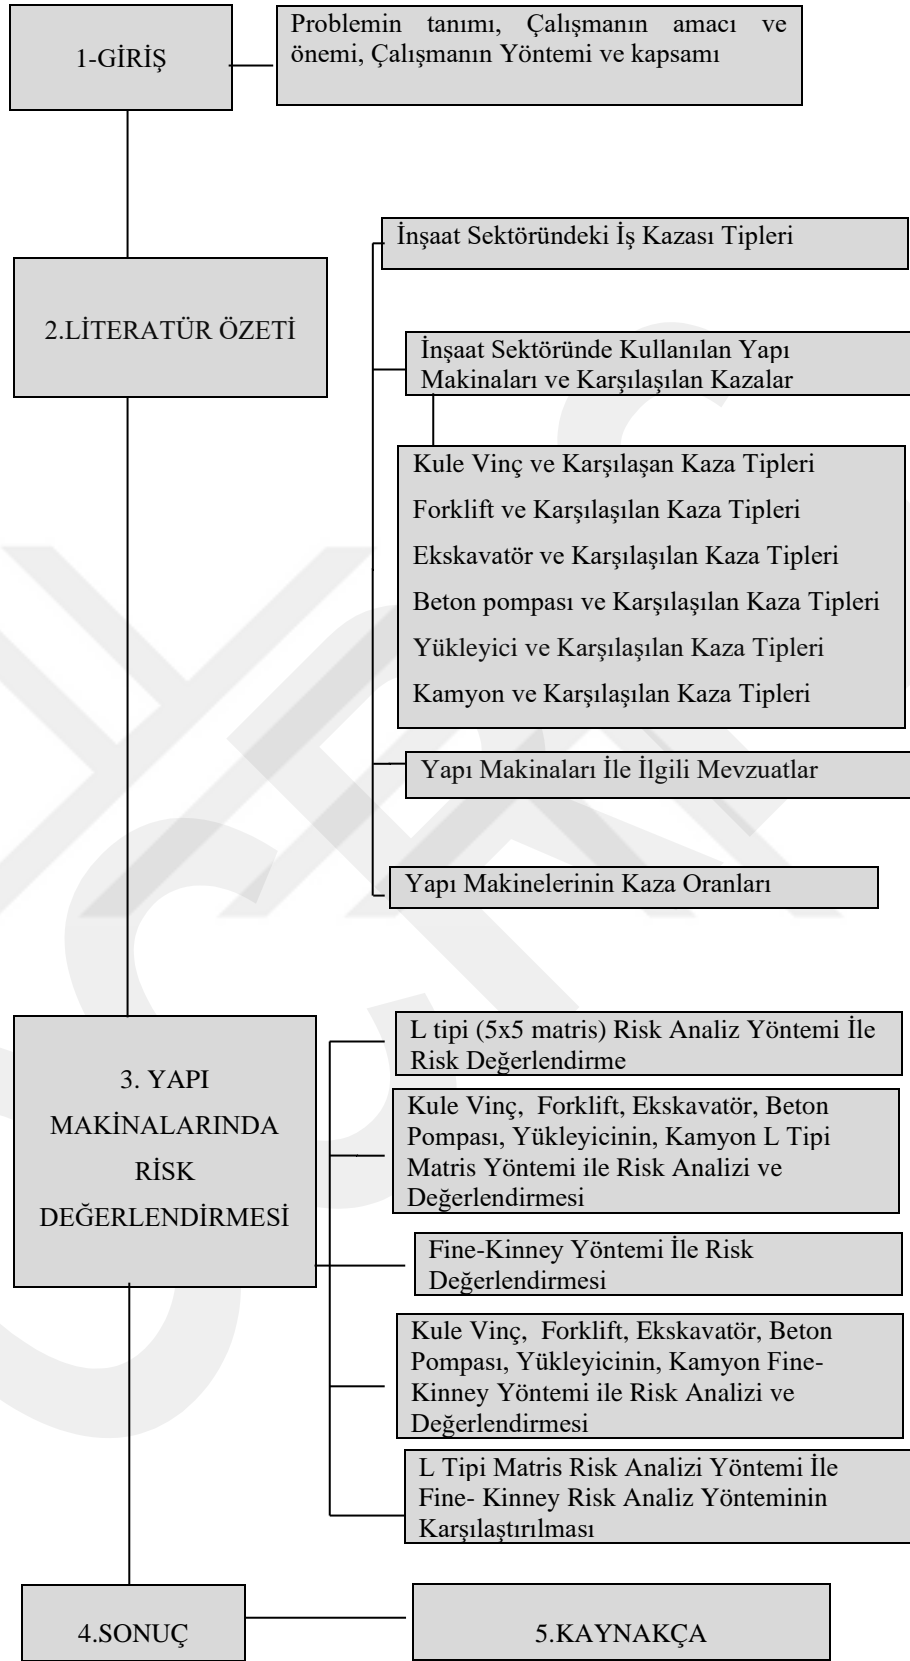 1-GİRİŞ
Problemin tanımı, Çalışmanın amacı ve
önemi, Çalışmanın Yöntemi ve kapsamı
2.LİTERATÜR ÖZETİ
İnşaat Sektöründeki İş Kazası Tipleri
İnşaat Sektöründe Kullanılan Yapı
Makinaları ve Karşılaşılan Kazalar
Kule Vinç ve Karşılaşan Kaza Tipleri
Forklift ve Karşılaşılan Kaza Tipleri
Ekskavatör ve Karşılaşılan Kaza Tipleri
Beton pompası ve Karşılaşılan Kaza Tipleri
Yükleyici ve Karşılaşılan Kaza Tipleri
Kamyon ve Karşılaşılan Kaza Tipleri
Yapı Makinaları İle İlgili Mevzuatlar
Yapı Makinelerinin Kaza Oranları
3. YAPI
MAKİNALARINDA
RİSK
DEĞERLENDİRMESİ
L tipi (5x5 matris) Risk Analiz Yöntemi İle
Risk Değerlendirme
Kule Vinç, Forklift, Ekskavatör, Beton
Pompası, Yükleyicinin, Kamyon L Tipi
Matris Yöntemi ile Risk Analizi ve
Değerlendirmesi
Fine-Kinney Yöntemi İle Risk
Değerlendirmesi
Kule Vinç, Forklift, Ekskavatör, Beton
Pompası, Yükleyicinin, Kamyon Fine-
Kinney Yöntemi ile Risk Analizi ve
Değerlendirmesi
L Tipi Matris Risk Analizi Yöntemi İle
Fine- Kinney Risk Analiz Yönteminin
Karşılaştırılması
4.SONUÇ
5.KAYNAKÇA